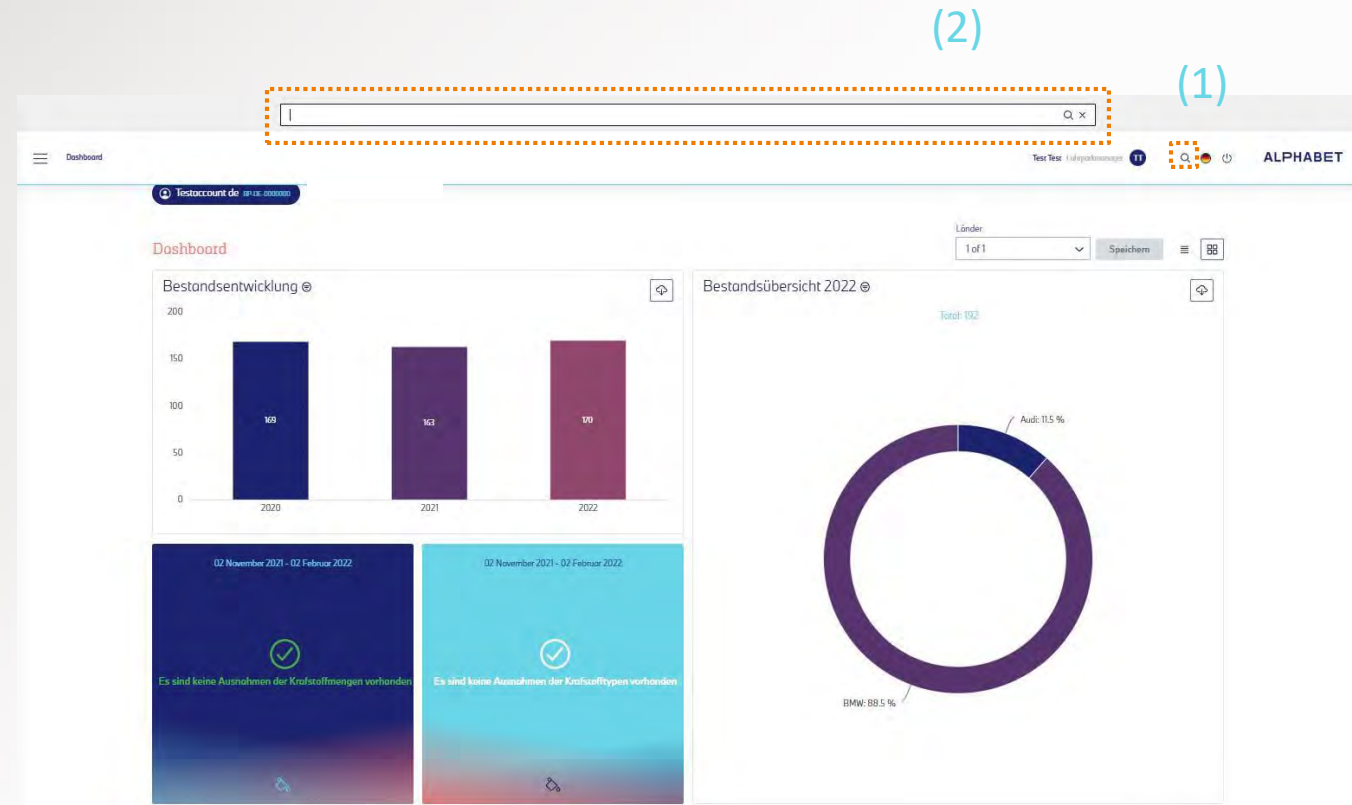 (2)
(1)
Dashboard
Test Test Fuhrparkmanager TT
ALPHABET
Testaccount de
Dashboard
Länder
1 of 1
Speichern
Bestandsentwicklung
200
150
100
50
0
169
163
170
2020
2021
2022
Bestandsübersicht 2022
Total: 192
Audi: 11.5 %
BMW: 88.5 %
02 November 2021 - 02 Februar 2022
Es sind keine Ausnahmen der Krafstoffmengen vorhanden
02 November 2021 - 02 Februar 2022
Es sind keine Ausnahmen der Krafstofftypen vorhanden